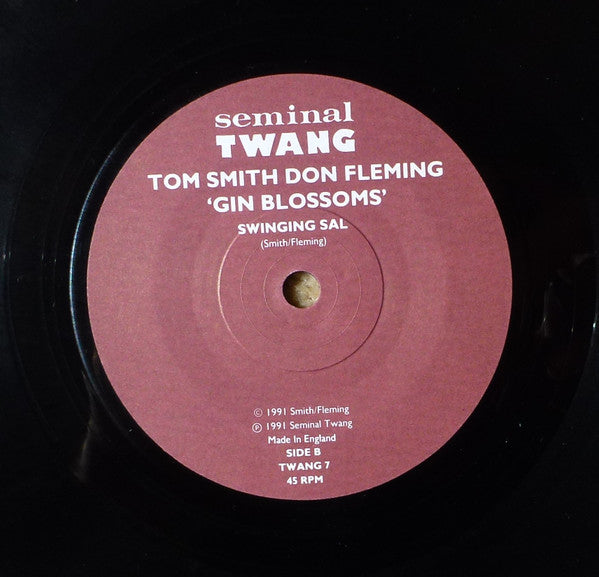 seminal
TWANG
TOM SMITH DON FLEMING
‘GIN BLOSSOMS’
SWINGING SAL
(Smith/Fleming)
© 1991 Smith/Fleming
℗ 1991 Seminal Twang
Made In England
SIDE B
TWANG 7
45 RPM